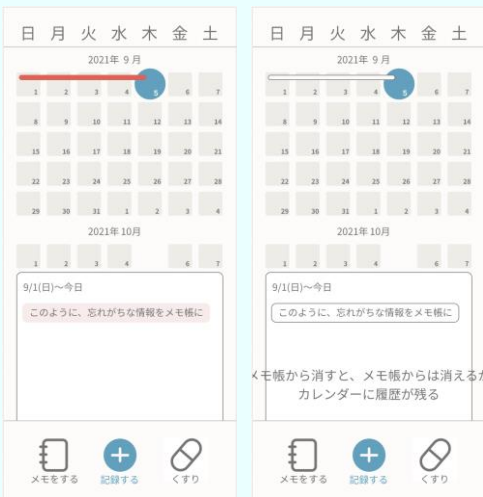 日 月 火 水 木 金 土
2021年 9月
1 2 3 4 5 6 7
8 9 10 11 12 13 14
15 16 17 18 19 20 21
22 23 24 25 26 27 28
29 30 31 1 2 3 4
2021年10月
1 2 3 4 6 7
9/1(日)~今日
このように、忘れがちな情報をメモ帳に
メモをする 記録する くすり
日 月 火 水 木 金 土
2021年 9月
1 2 3 4 5 6 7
8 9 10 11 12 13 14
15 16 17 18 19 20 21
22 23 24 25 26 27 28
29 30 31 1 2 3 4
2021年10月
1 2 3 4 6 7
9/1(日)~今日
このように、忘れがちな情報をメモ帳に
メモ帳から消すと、メモ帳からは消えるが
カレンダーに履歴が残る
メモをする 記録する くすり